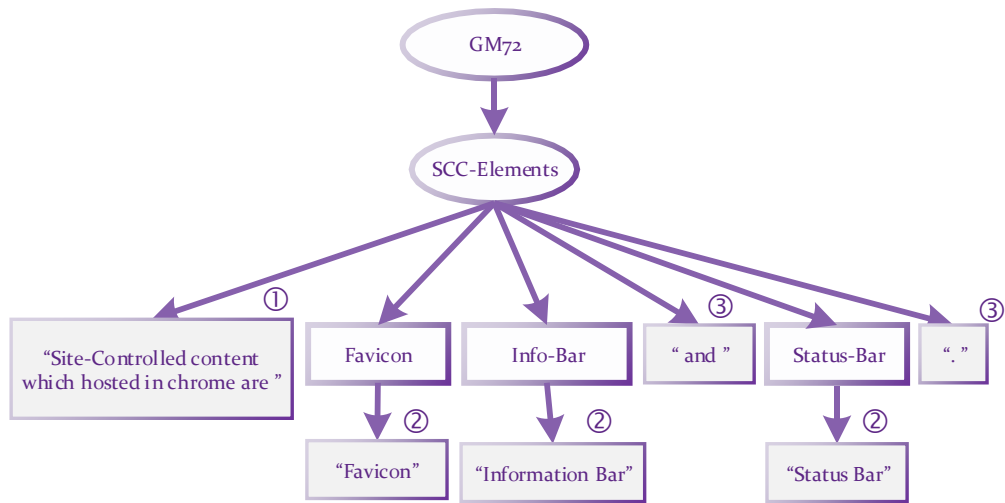 GM72
SCC-Elements
①
③
③
“Site-Controlled content
which hosted in chrome are ”
Favicon
Info-Bar
“ and ”
Status-Bar
“. ”
②
②
②
“Favicon”
“Information Bar”
“Status Bar”